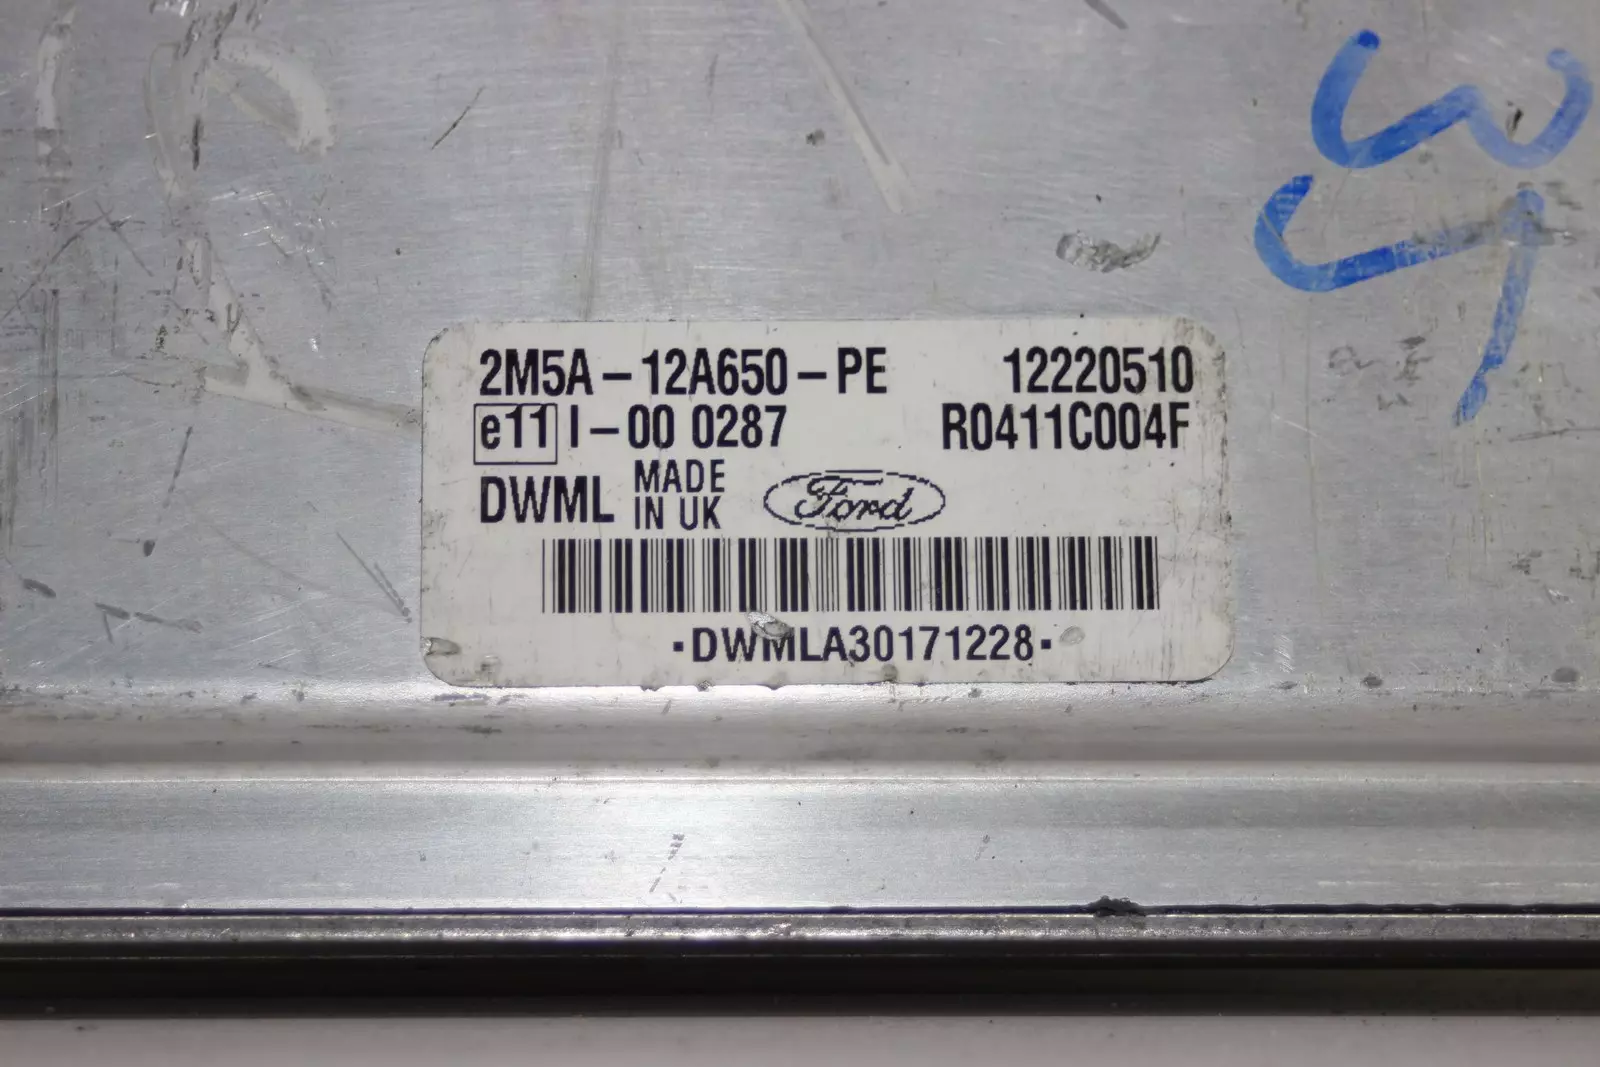 2M5A-12A650-PE 12220510
e11 I-00 0287 R0411C004F
DWML MADE IN UK Ford
·DWMLA30171228·